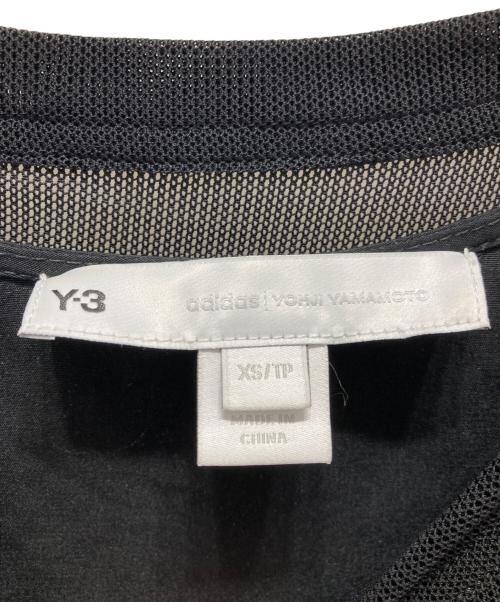 Y-3 adidas | YOHJI YAMAMOTO
XS/TP
MADE IN
CHINA